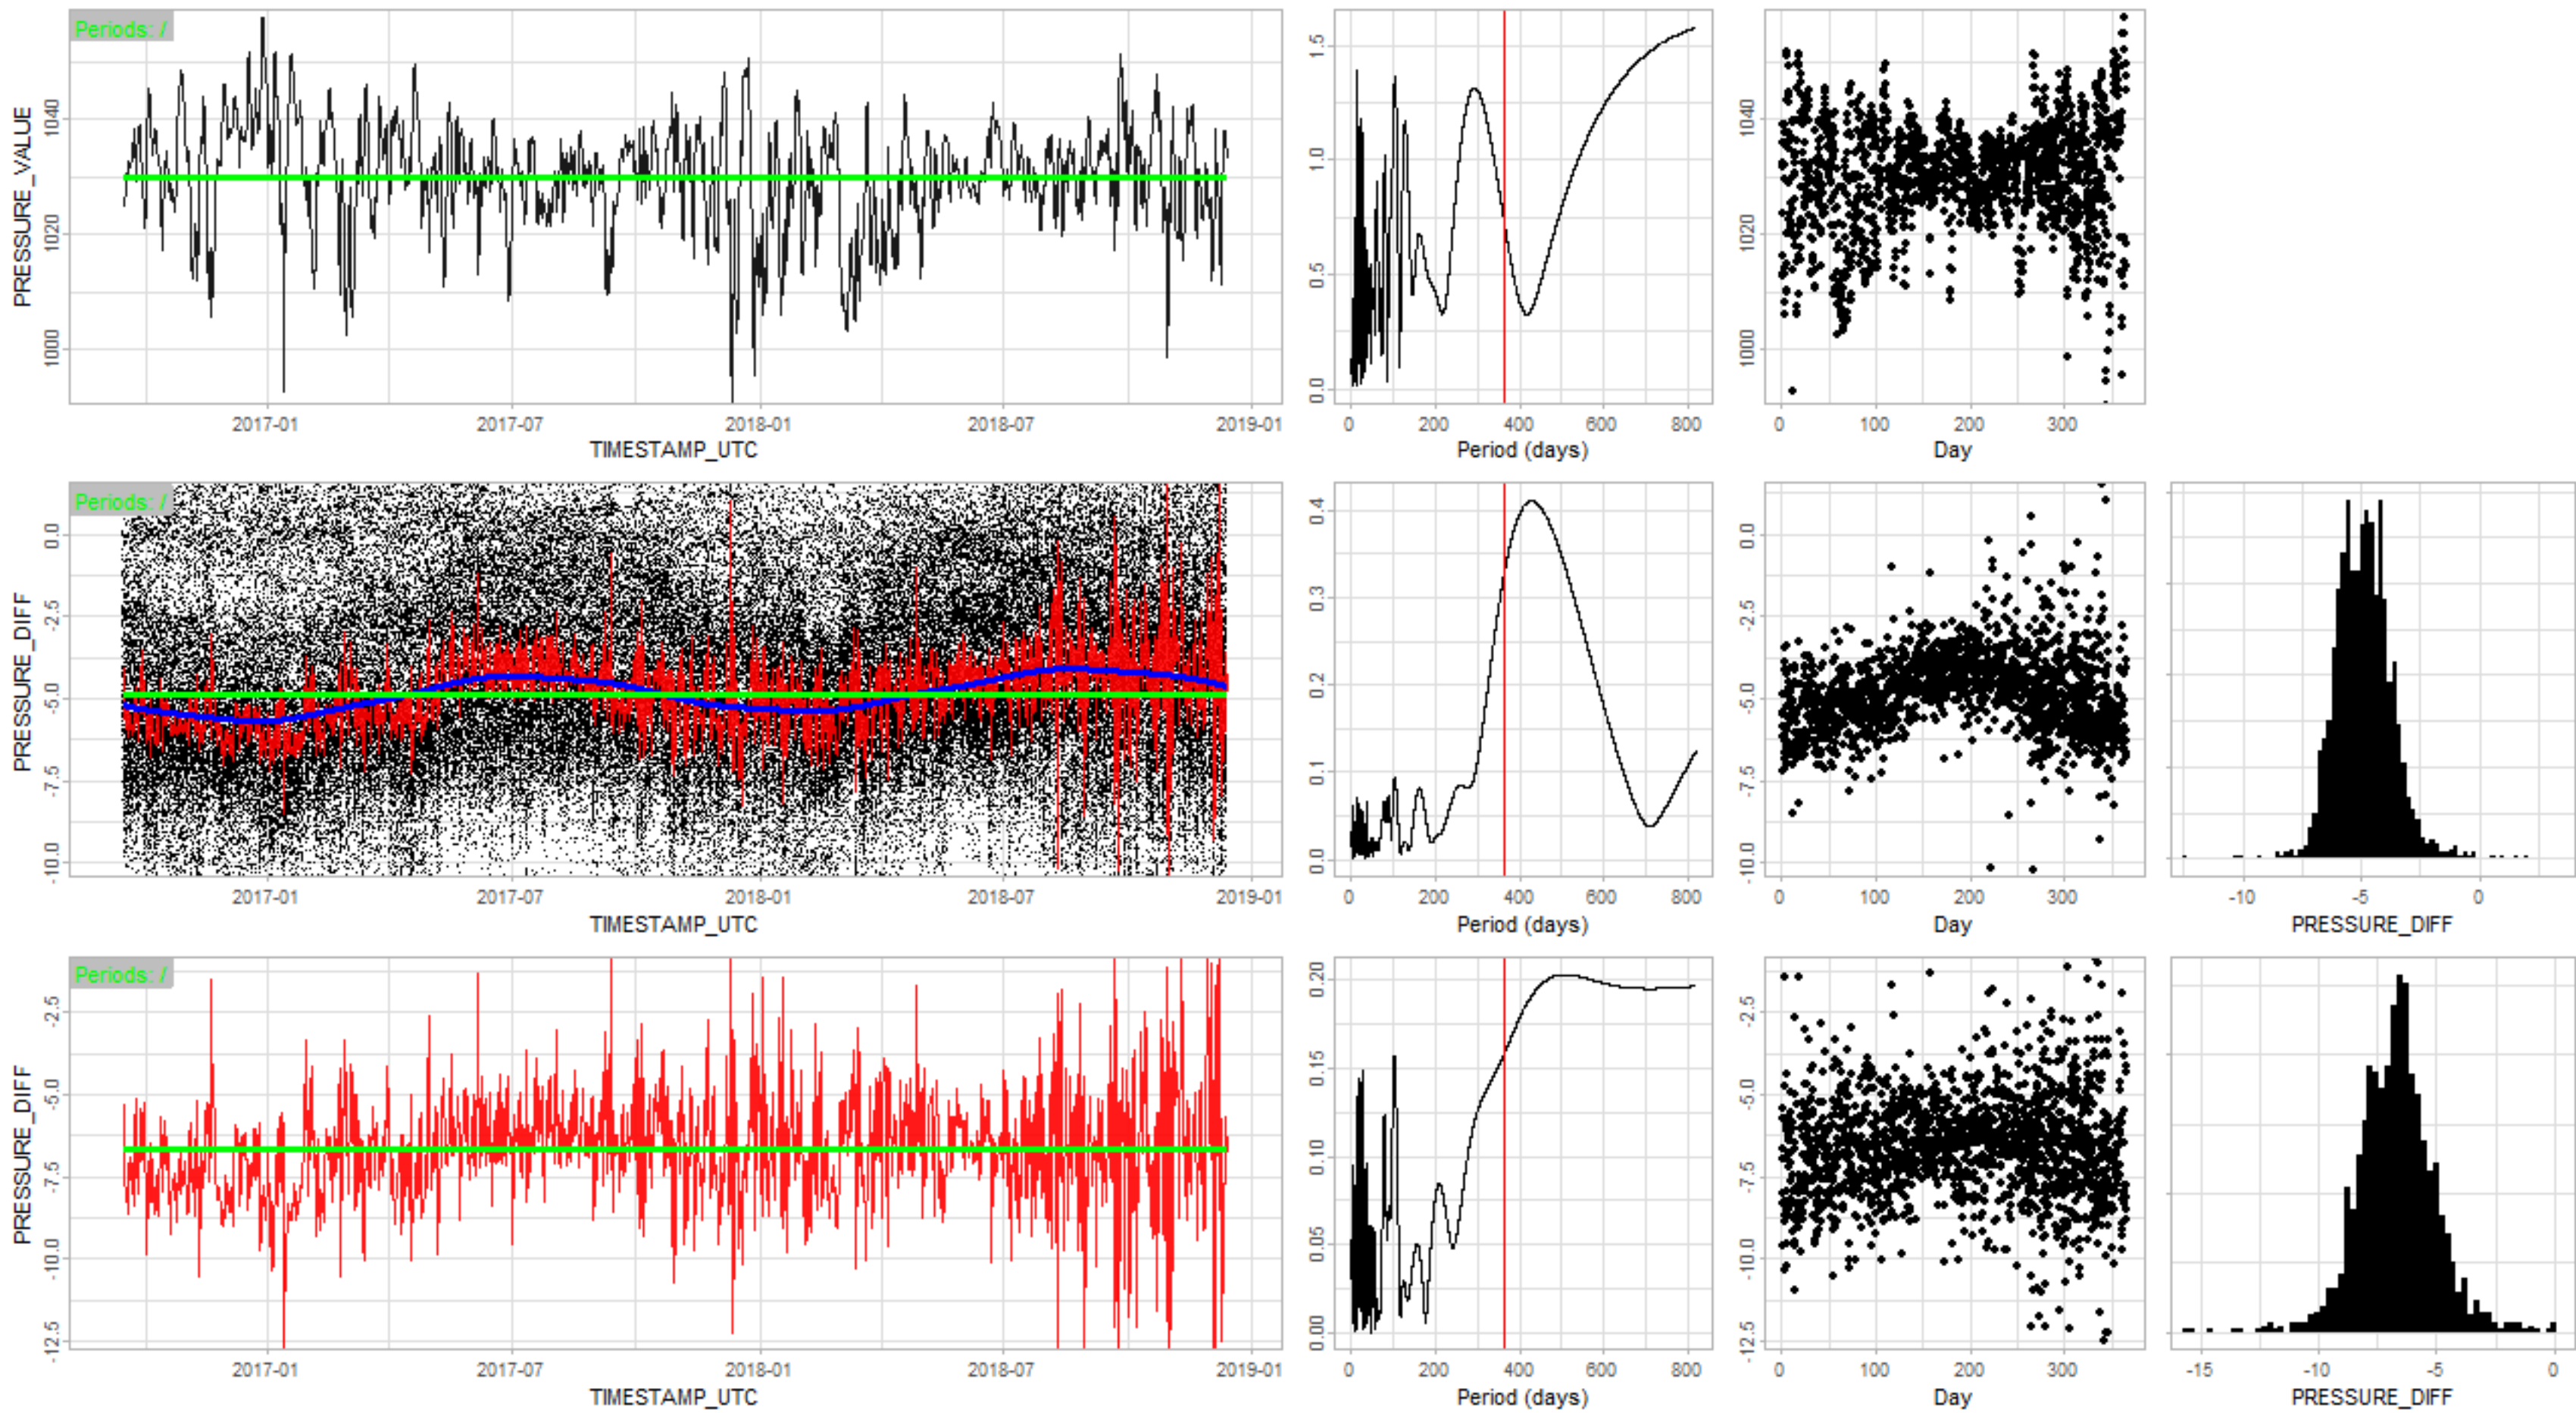 Periods: /
PRESSURE_VALUE
1000 1020 1040
2017-01 2017-07 2018-01 2018-07 2019-01
TIMESTAMP_UTC
0.0 0.5 1.0 1.5
0 200 400 600 800
Period (days)
1000 1020 1040
0 100 200 300
Day
Periods: /
PRESSURE_DIFF
-10.0 -7.5 -5.0 -2.5 0.0
2017-01 2017-07 2018-01 2018-07 2019-01
TIMESTAMP_UTC
0.0 0.1 0.2 0.3 0.4
0 200 400 600 800
Period (days)
-10.0 -7.5 -5.0 -2.5 0.0
0 100 200 300
Day
-10 -5 0
PRESSURE_DIFF
Periods: /
PRESSURE_DIFF
-12.5 -10.0 -7.5 -5.0 -2.5
2017-01 2017-07 2018-01 2018-07 2019-01
TIMESTAMP_UTC
0.00 0.05 0.10 0.15 0.20
0 200 400 600 800
Period (days)
-12.5 -10.0 -7.5 -5.0 -2.5
0 100 200 300
Day
-15 -10 -5 0
PRESSURE_DIFF